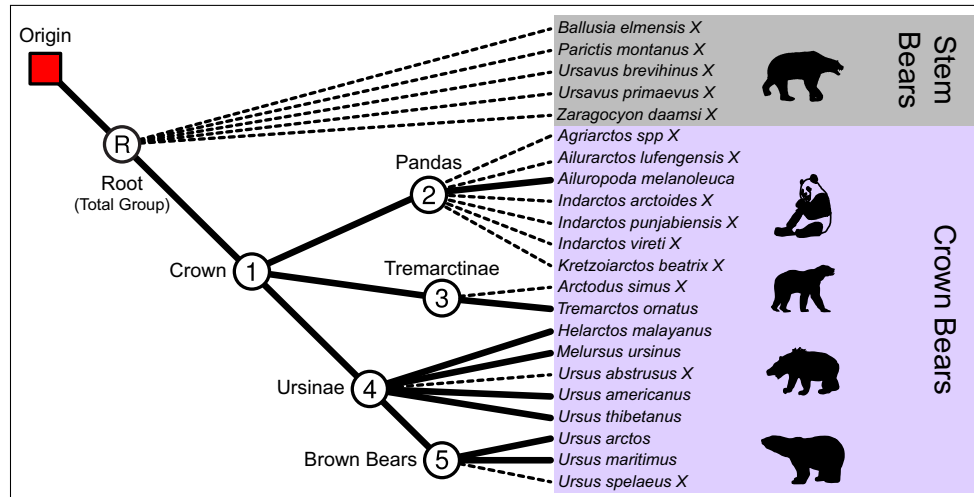 Origin
R
Root
(Total Group)
Crown
1
Pandas
2
Tremarctinae
3
Ursinae
4
Brown Bears
5
Ballusia elmensis X
Parictis montanus X
Ursavus brevihinus X
Ursavus primaevus X
Zaragocyon daamsi X
Agriarctos spp X
Ailurarctos lufengensis X
Ailuropoda melanoleuca
Indarctos arctoides X
Indarctos punjabiensis X
Indarctos vireti X
Kretzoiarctos beatrix X
Arctodus simus X
Tremarctos ornatus
Helarctos malayanus
Melursus ursinus
Ursus abstrusus X
Ursus americanus
Ursus thibetanus
Ursus arctos
Ursus maritimus
Ursus spelaeus X
Stem
Bears
Crown Bears